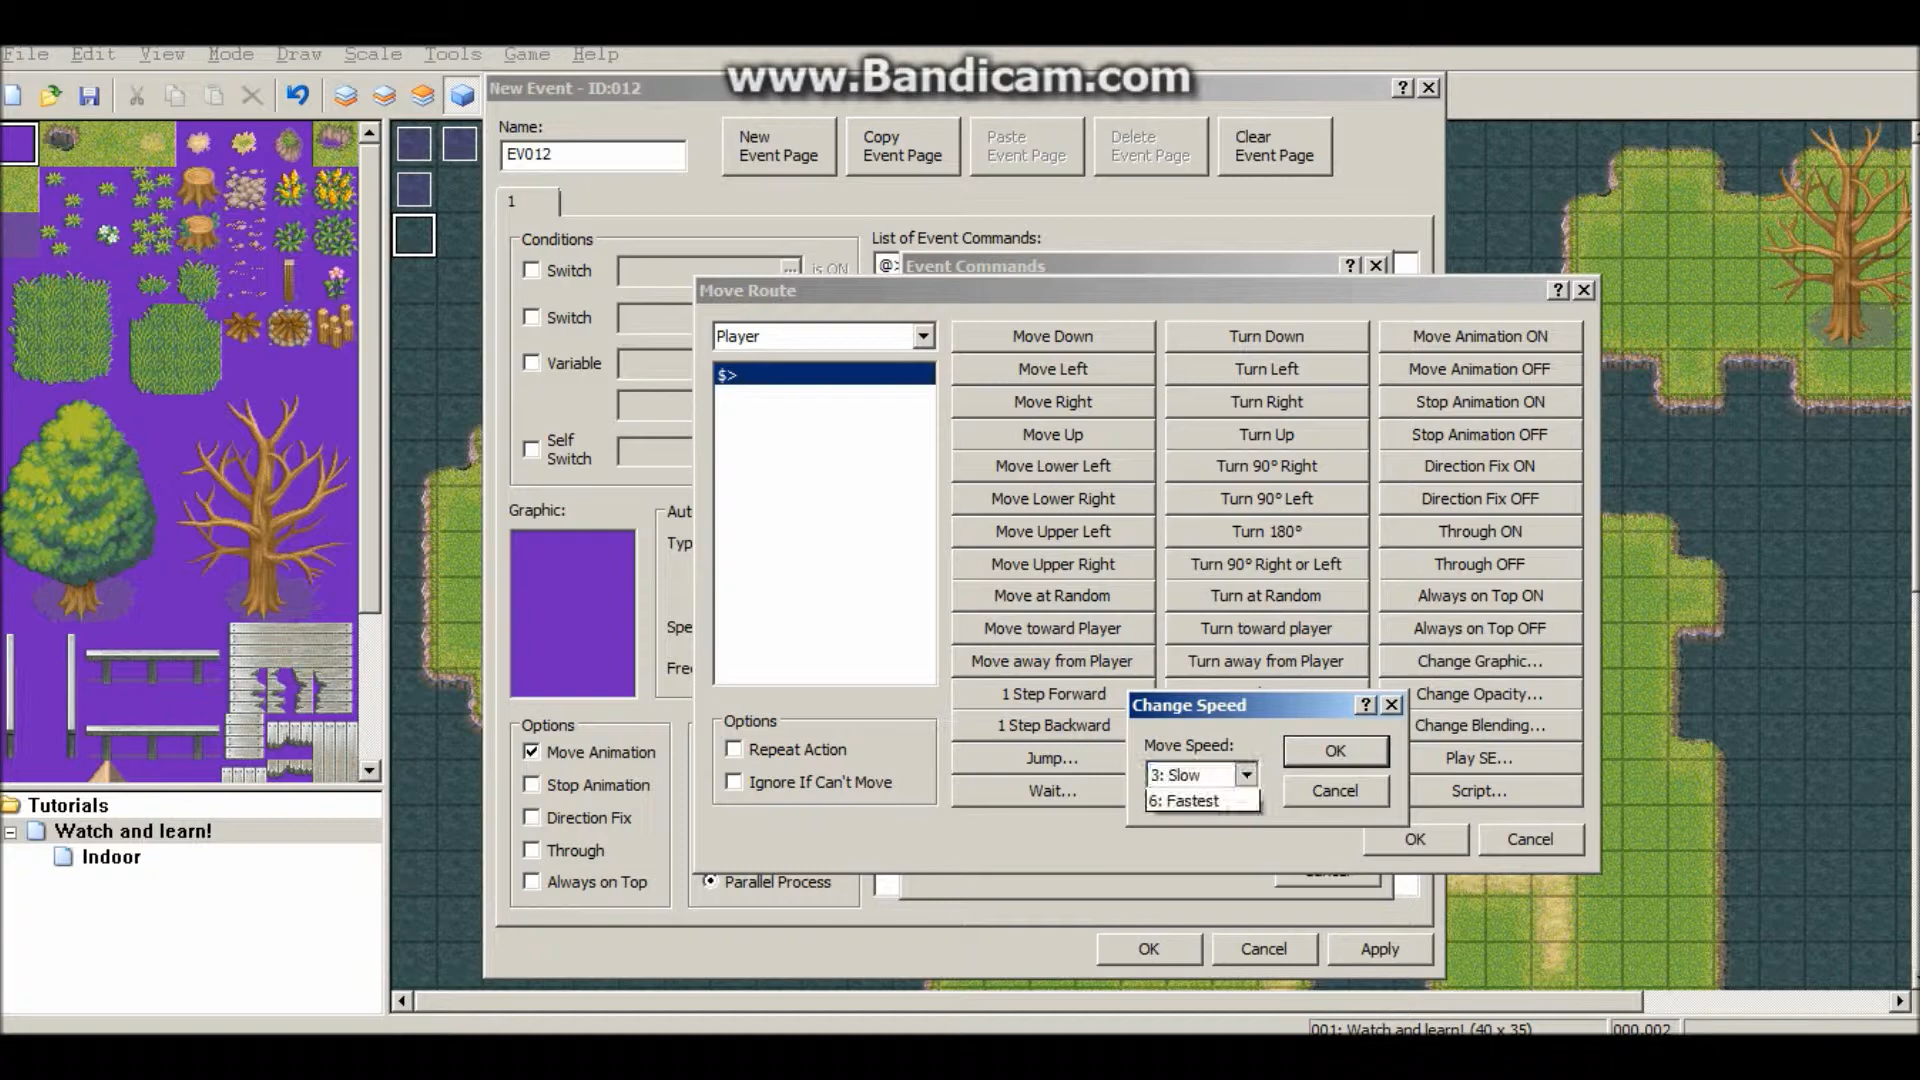 www.Bandicam.com
File Edit View Mode Draw Scale Tools Game Help
New Event - ID:012
Name:
EV012
New
Event Page
Copy
Event Page
Paste
Event Page
Delete
Event Page
Clear
Event Page
1
Conditions
Switch
... is ON
Switch
Variable
Self
Switch
List of Event Commands:
@>
Event Commands
Graphic:
Aut
Typ
Spe
Fre
Options
Move Animation
Stop Animation
Direction Fix
Through
Always on Top
Parallel Process
OK
Cancel
Apply
Move Route
Player
$>
Options
Repeat Action
Ignore If Can't Move
Move Down
Move Left
Move Right
Move Up
Move Lower Left
Move Lower Right
Move Upper Left
Move Upper Right
Move at Random
Move toward Player
Move away from Player
1 Step Forward
1 Step Backward
Jump...
Wait...
Turn Down
Turn Left
Turn Right
Turn Up
Turn 90° Right
Turn 90° Left
Turn 180°
Turn 90° Right or Left
Turn at Random
Turn toward player
Turn away from Player
Move Animation ON
Move Animation OFF
Stop Animation ON
Stop Animation OFF
Direction Fix ON
Direction Fix OFF
Through ON
Through OFF
Always on Top ON
Always on Top OFF
Change Graphic...
Change Opacity...
Change Blending...
Play SE...
Script...
OK
Cancel
Change Speed
Move Speed:
3: Slow
6: Fastest
OK
Cancel
Tutorials
Watch and learn!
Indoor
001: Watch and learn! (40 x 35)
000,002